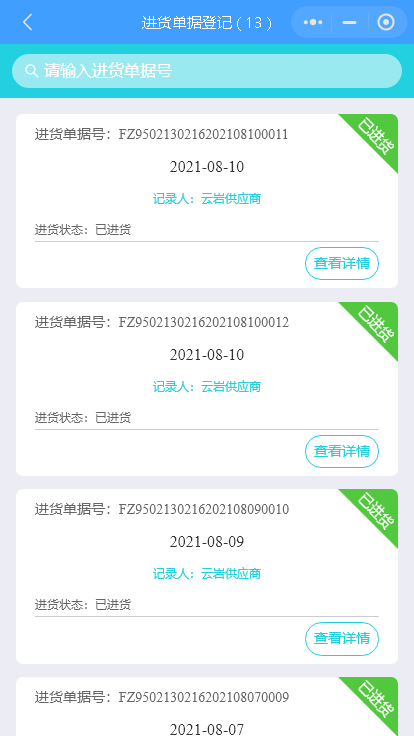 进货单据登记（13）
请输入进货单据号
进货单据号：FZ9502130216202108100011
已进货
2021-08-10
记录人：云岩供应商
进货状态：已进货
查看详情
进货单据号：FZ9502130216202108100012
已进货
2021-08-10
记录人：云岩供应商
进货状态：已进货
查看详情
进货单据号：FZ9502130216202108090010
已进货
2021-08-09
记录人：云岩供应商
进货状态：已进货
查看详情
进货单据号：FZ9502130216202108070009
已进货
2021-08-07